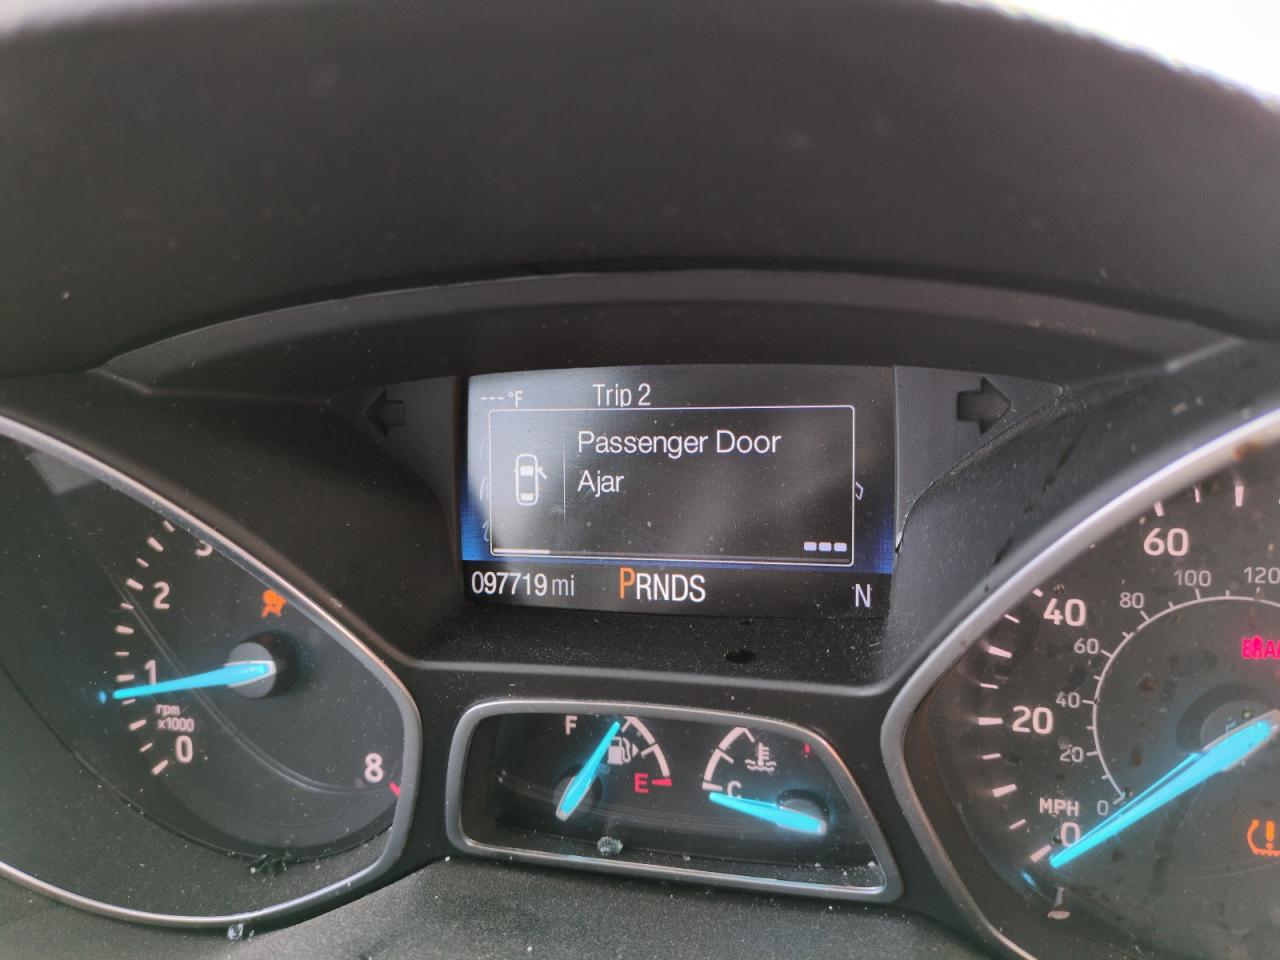 ---°F
Trip 2
Passenger Door
Ajar
097719 mi
PRNDS
N
2
1
rpm
x1000
0
8
F
E
C
60
40
20
MPH
0
120
100
80
60
40
20
0